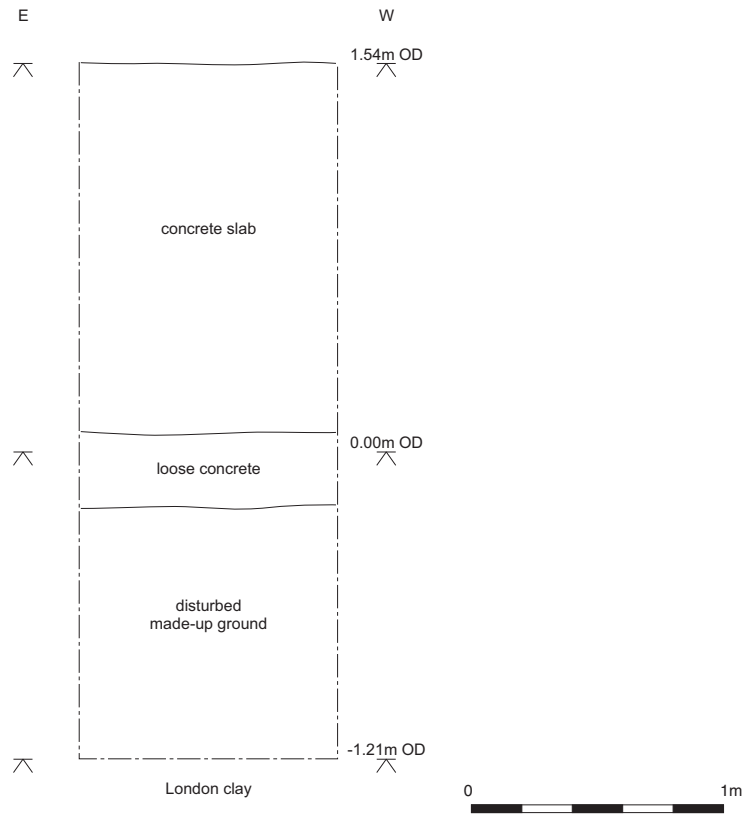 E
W
1.54m OD
concrete slab
0.00m OD
loose concrete
disturbed
made-up ground
-1.21m OD
London clay
0
1m